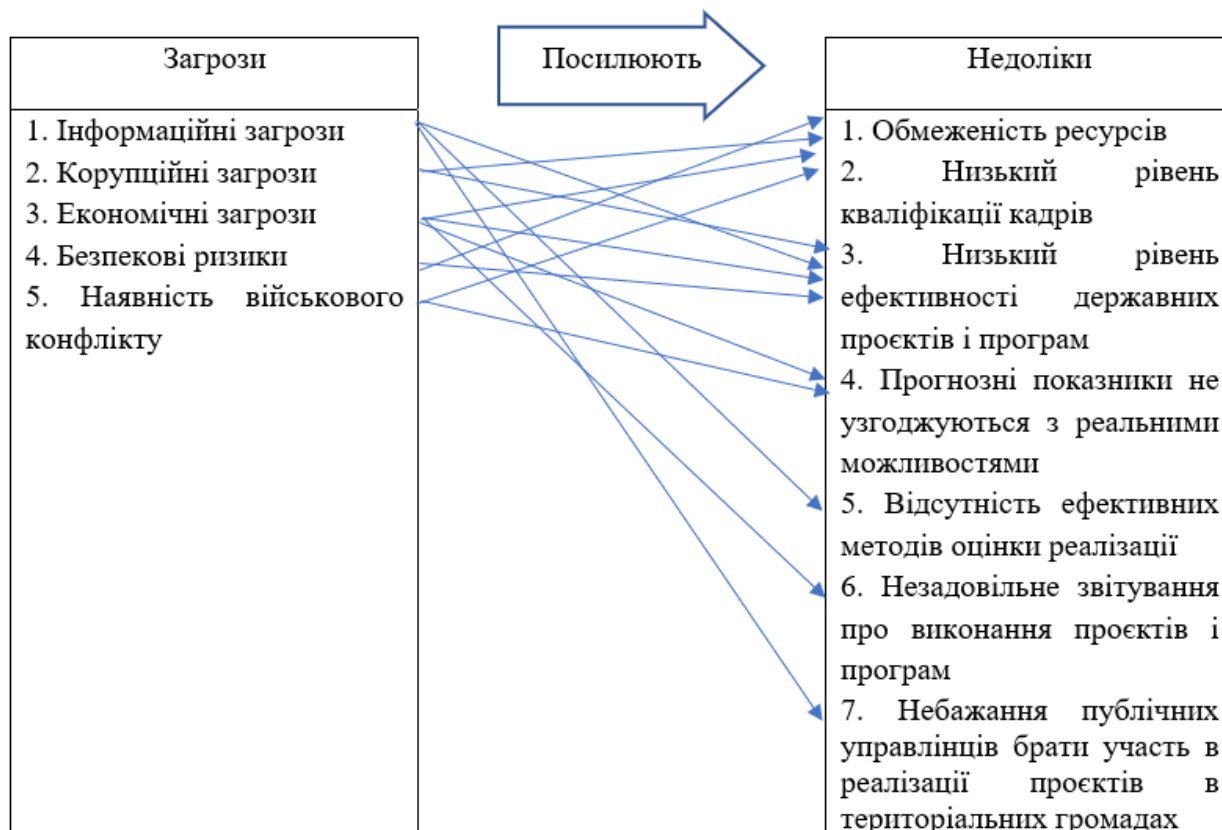 Загрози
Посилюють
Недоліки
1. Інформаційні загрози
2. Корупційні загрози
3. Економічні загрози
4. Безпекові ризики
5. Наявність військового
конфлікту
1. Обмеженість ресурсів
2. Низький рівень
кваліфікації кадрів
3. Низький рівень
ефективності державних
проєктів і програм
4. Прогнозні показники не
узгоджуються з реальними
можливостями
5. Відсутність ефективних
методів оцінки реалізації
6. Незадовільне звітування
про виконання проєктів і
програм
7. Небажання публічних
управлінців брати участь в
реалізації проєктів в
територіальних громадах